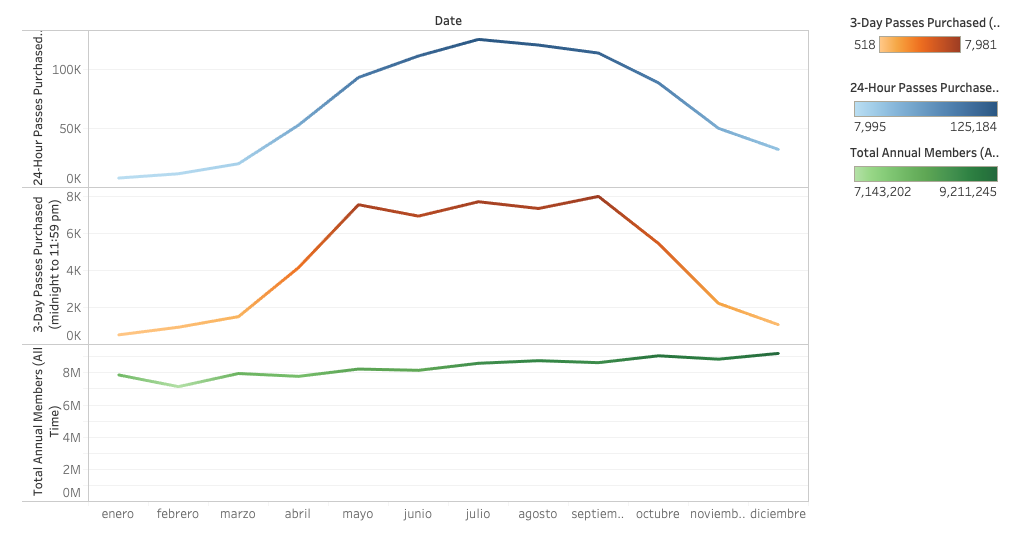 Date
24-Hour Passes Purchased..
100K
50K
0K
3-Day Passes Purchased
(midnight to 11:59 pm)
8K
6K
4K
2K
0K
Total Annual Members (All
Time)
8M
6M
4M
2M
0M
enero febrero marzo abril mayo junio julio agosto septiem.. octubre noviemb.. diciembre
3-Day Passes Purchased (..
518 7,981
24-Hour Passes Purchase..
7,995 125,184
Total Annual Members (A..
7,143,202 9,211,245